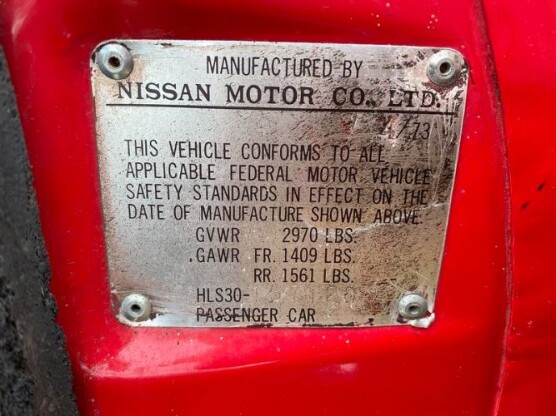 MANUFACTURED BY
NISSAN MOTOR CO., LTD.
4/73
THIS VEHICLE CONFORMS TO ALL
APPLICABLE FEDERAL MOTOR VEHICLE
SAFETY STANDARDS IN EFFECT ON THE
DATE OF MANUFACTURE SHOWN ABOVE.
GVWR 2970 LBS.
GAWR FR. 1409 LBS.
RR. 1561 LBS.
HLS30-
PASSENGER CAR